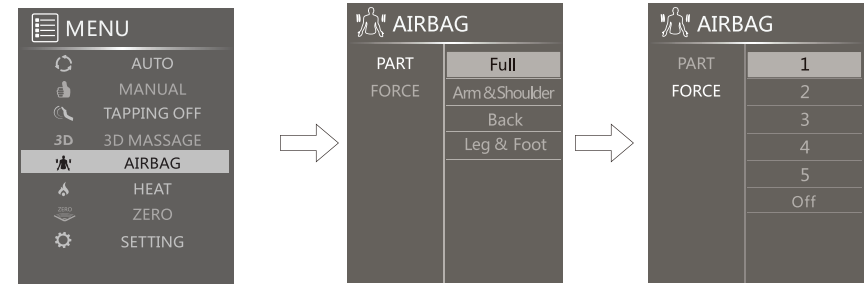 MENU
AUTO
MANUAL
TAPPING OFF
3D 3D MASSAGE
AIRBAG
HEAT
ZERO ZERO
SETTING
AIRBAG
PART Full
FORCE Arm & Shoulder
Back
Leg & Foot
AIRBAG
PART 1
FORCE 2
3
4
5
Off